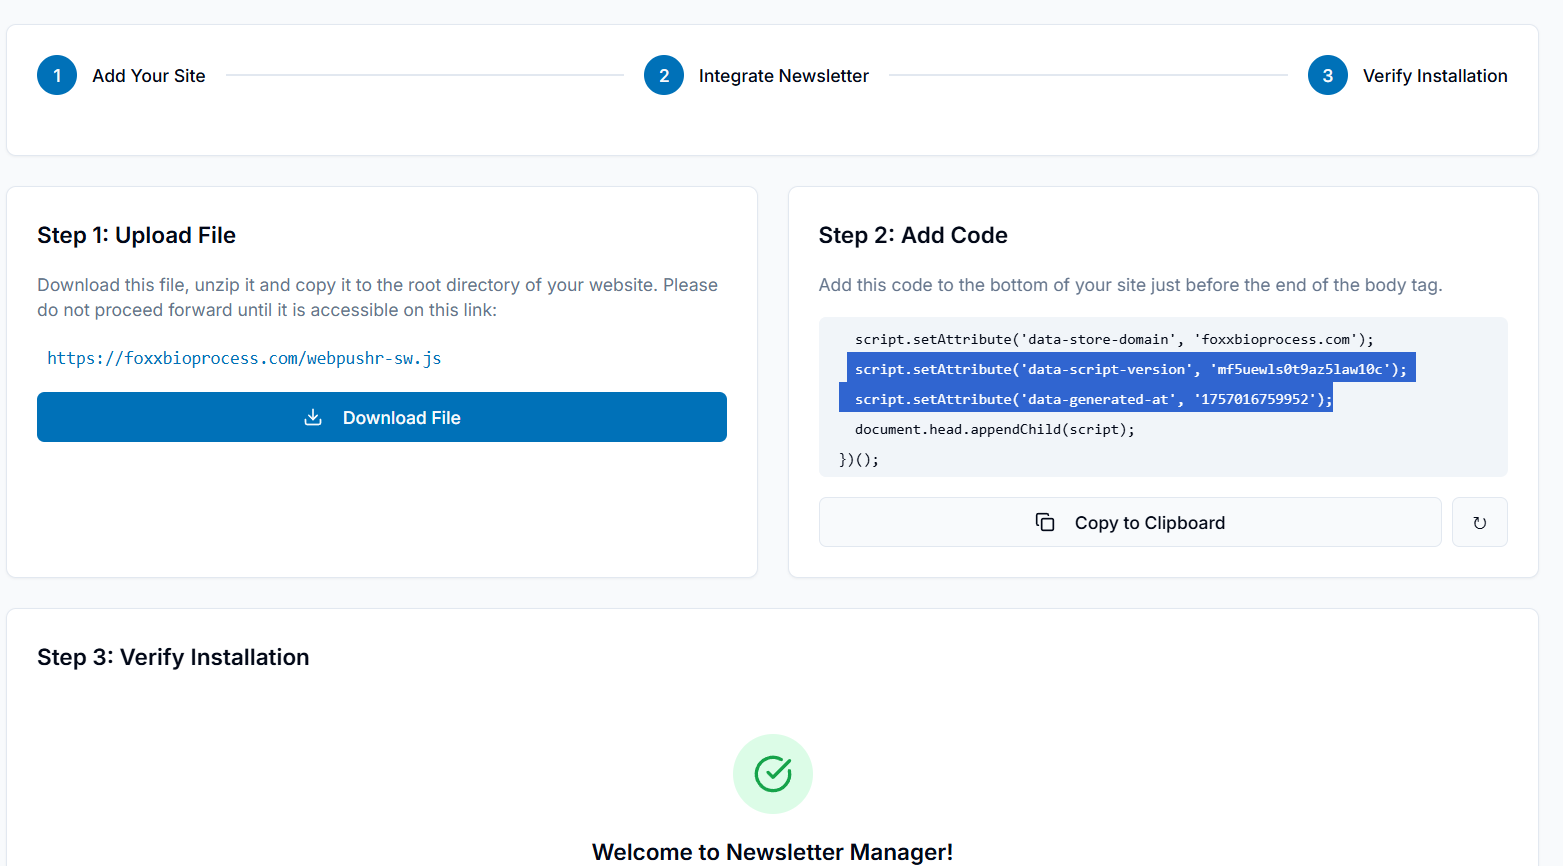 1 Add Your Site 2 Integrate Newsletter 3 Verify Installation
Step 1: Upload File
Download this file, unzip it and copy it to the root directory of your website. Please
do not proceed forward until it is accessible on this link:
https://foxxbioprocess.com/webpushr-sw.js
Download File
Step 2: Add Code
Add this code to the bottom of your site just before the end of the body tag.
script.setAttribute('data-store-domain', 'foxxbioprocess.com');
script.setAttribute('data-script-version', 'mf5uewls0t9az5law10c');
script.setAttribute('data-generated-at', '1757016759952');
document.head.appendChild(script);
})();
Copy to Clipboard ↻
Step 3: Verify Installation
Welcome to Newsletter Manager!